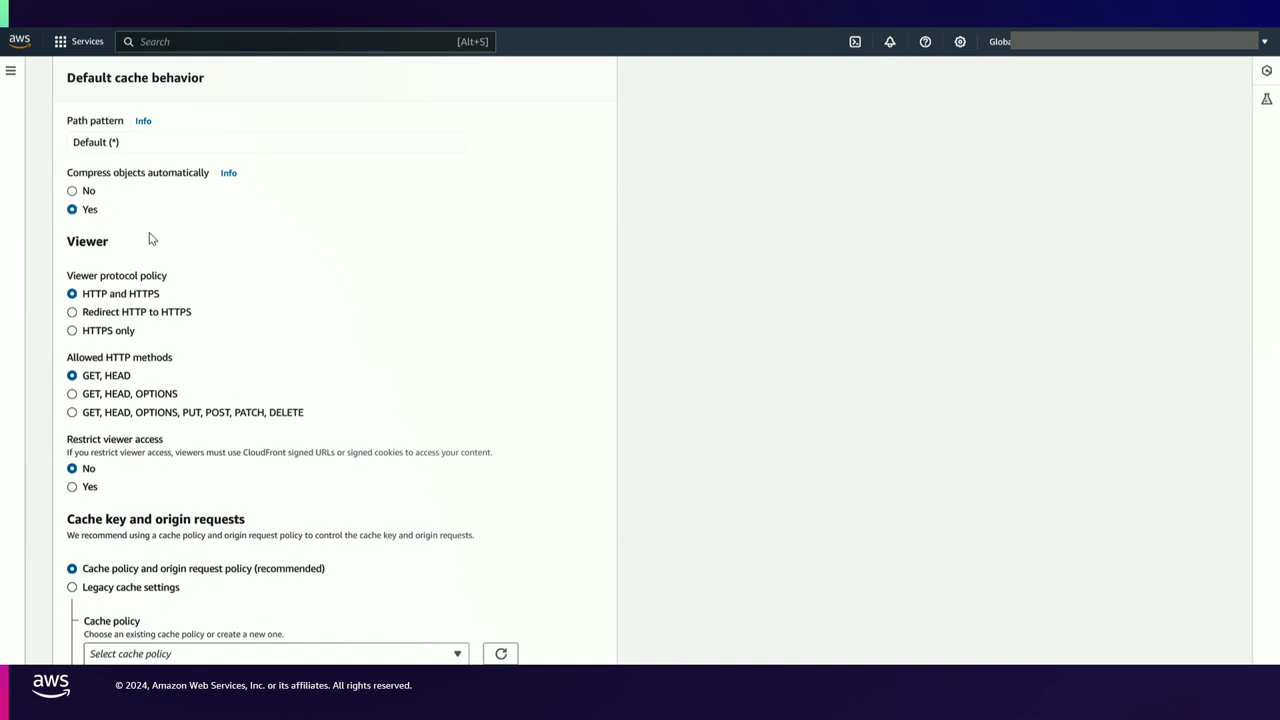 aws
Services
Search
[Alt+S]
Globa
Default cache behavior
Path pattern Info
Default (*)
Compress objects automatically Info
No
Yes
Viewer
Viewer protocol policy
HTTP and HTTPS
Redirect HTTP to HTTPS
HTTPS only
Allowed HTTP methods
GET, HEAD
GET, HEAD, OPTIONS
GET, HEAD, OPTIONS, PUT, POST, PATCH, DELETE
Restrict viewer access
If you restrict viewer access, viewers must use CloudFront signed URLs or signed cookies to access your content.
No
Yes
Cache key and origin requests
We recommend using a cache policy and origin request policy to control the cache key and origin requests.
Cache policy and origin request policy (recommended)
Legacy cache settings
Cache policy
Choose an existing cache policy or create a new one.
Select cache policy
aws
© 2024, Amazon Web Services, Inc. or its affiliates. All rights reserved.